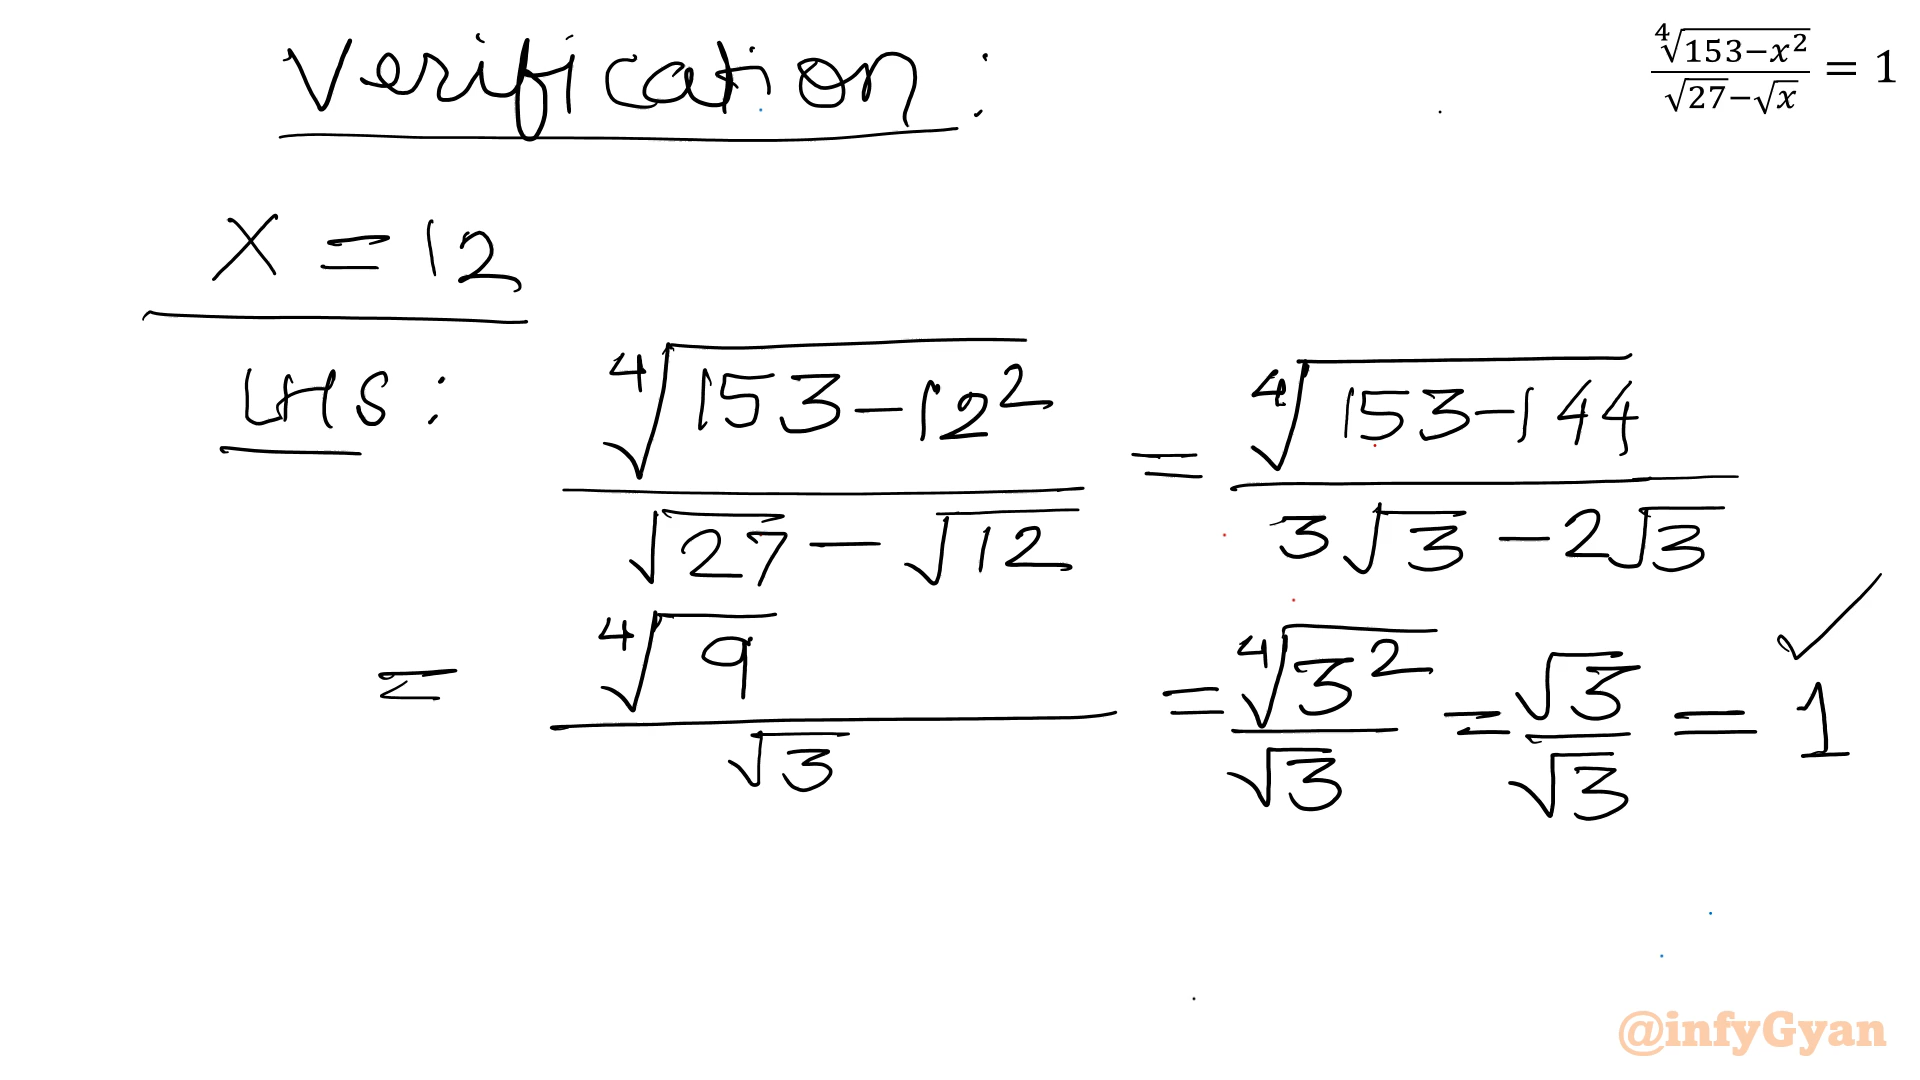 Verification :
⁴√(153−x²) / (√27−√x) = 1
X = 12
LHS : ⁴√(153−12²) / (√27 − √12) = ⁴√(153−144) / (3√3 − 2√3)
= ⁴√9 / √3 = ⁴√(3²) / √3 = √3 / √3 = 1 ✓
@infyGyan